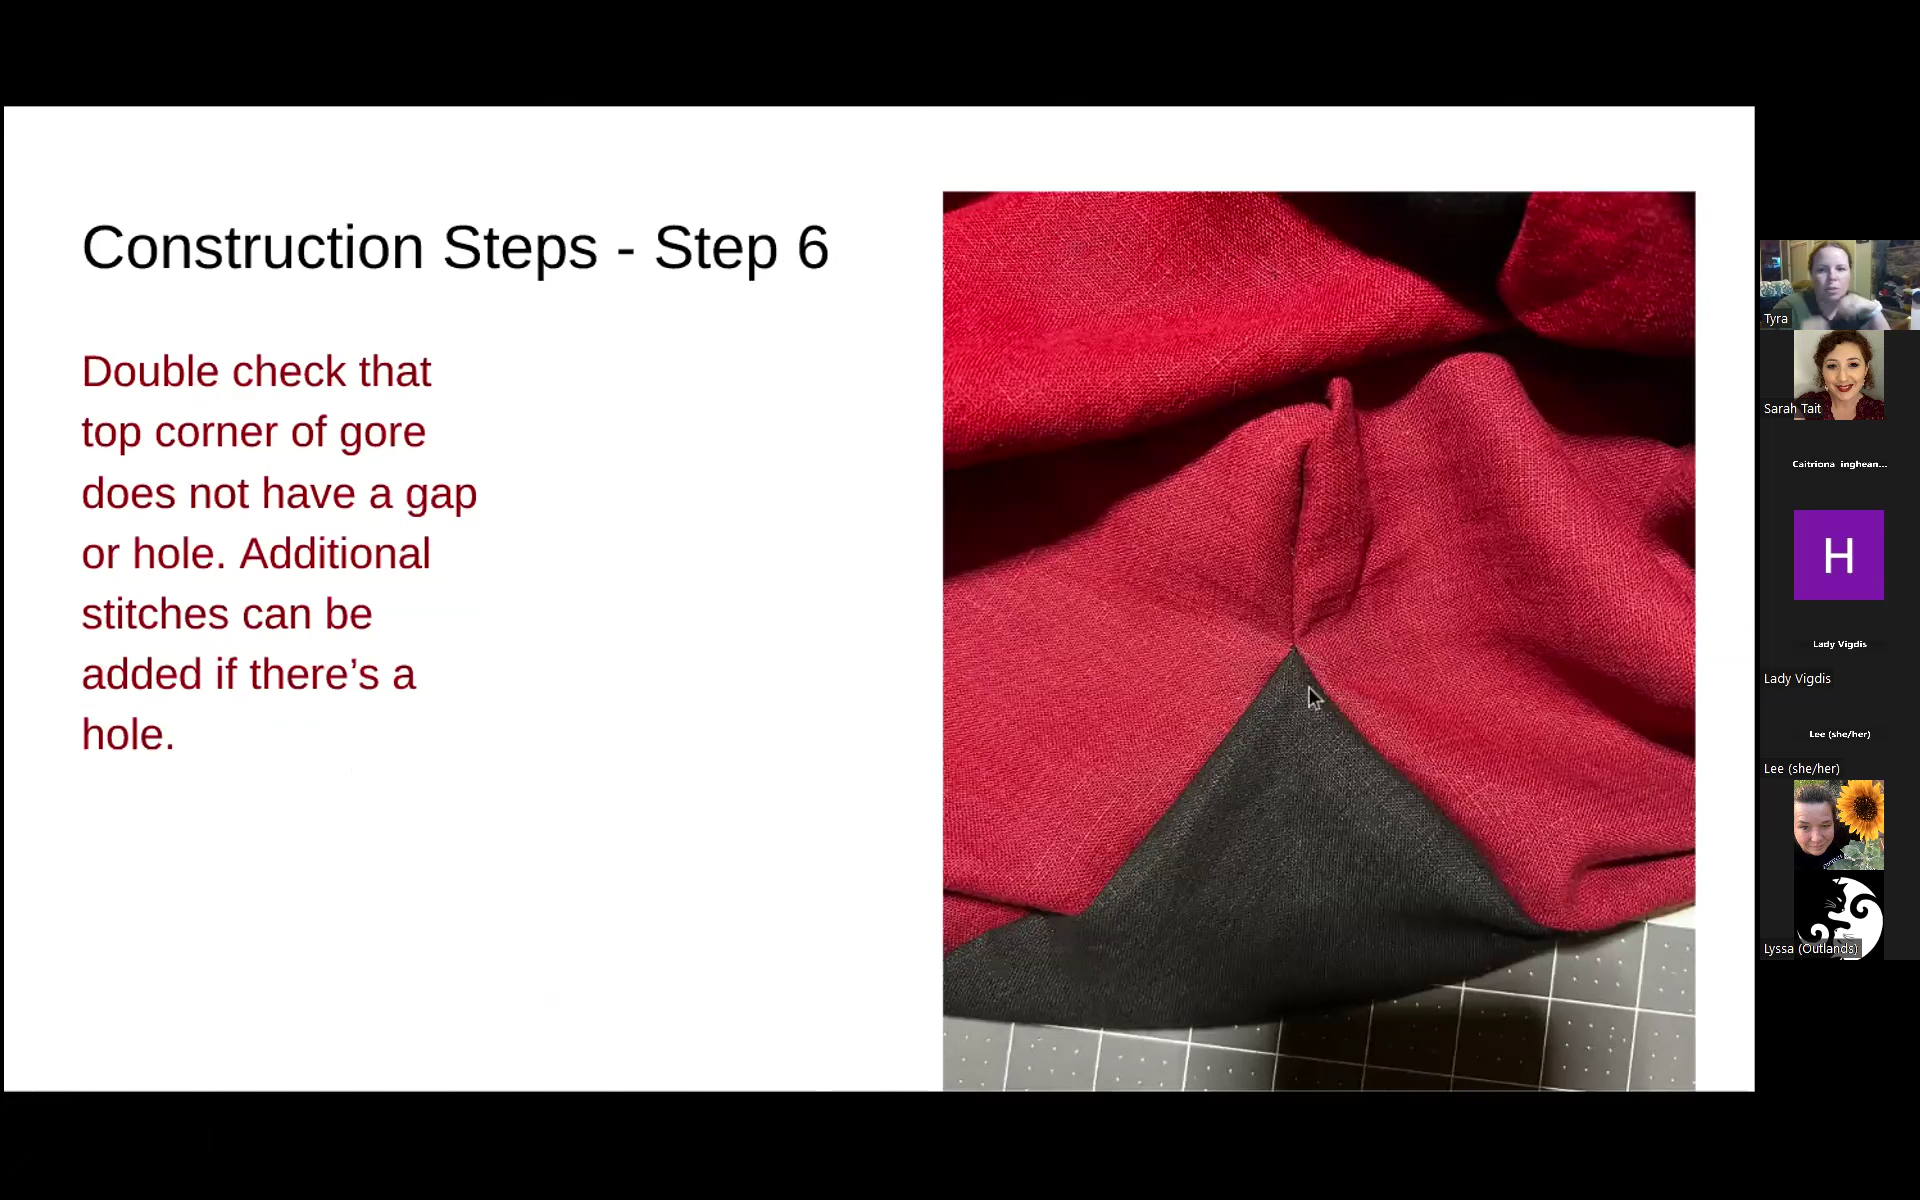 Construction Steps - Step 6
Double check that
top corner of gore
does not have a gap
or hole. Additional
stitches can be
added if there’s a
hole.
Tyra
Sarah Tait
Caitriona inghean...
H
Lady Vigdis
Lady Vigdis
Lee (she/her)
Lee (she/her)
Lyssa (Outlands)